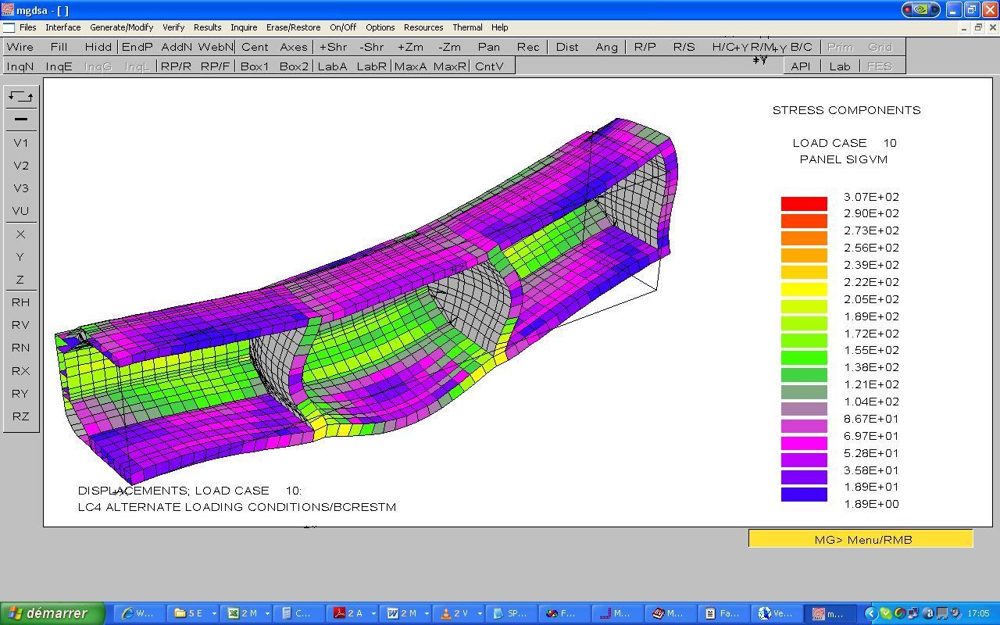 mgdsa - [ ]
Files Interface Generate/Modify Verify Results Inquire Erase/Restore On/Off Options Resources Thermal Help
Wire Fill Hidd EndP AddN WebN Cent Axes +Shr -Shr +Zm -Zm Pan Rec Dist Ang R/P R/S H/C+Y R/M+Y B/C Prim Grid
+Y
InqN InqE InqG InqL RP/R RP/F Box1 Box2 LabA LabR MaxA MaxR CntV API Lab FES
V1
V2
V3
VU
X
Y
Z
RH
RV
RN
RX
RY
RZ
STRESS COMPONENTS
LOAD CASE 10
PANEL SIGVM
3.07E+02
2.90E+02
2.73E+02
2.56E+02
2.39E+02
2.22E+02
2.05E+02
1.89E+02
1.72E+02
1.55E+02
1.38E+02
1.21E+02
1.04E+02
8.67E+01
6.97E+01
5.28E+01
3.58E+01
1.89E+01
1.89E+00
DISPLACEMENTS; LOAD CASE 10:
LC4 ALTERNATE LOADING CONDITIONS/BCRESTM
MG> Menu/RMB
démarrer W... 5 E 2 M C... 2 A 2 M 2 V SP... F... M... M... Fa... Ve... m... 17:05